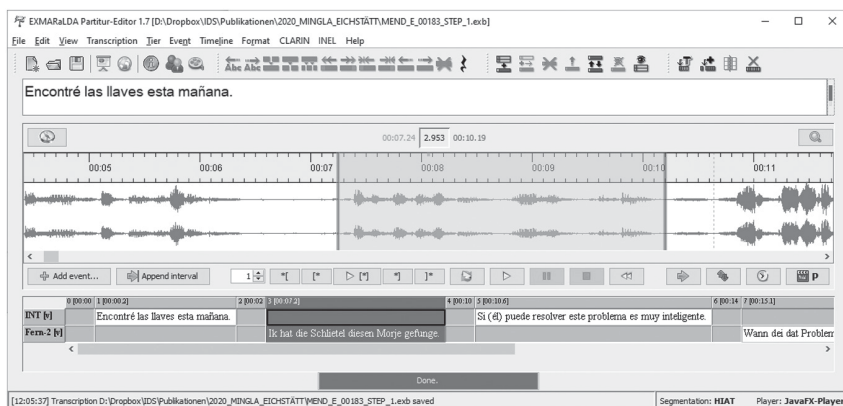 EXMARaLDA Partitur-Editor 1.7 [D:\Dropbox\IDS\Publikationen\2020_MINGLA_EICHSTÄTT\MEND_E_00183_STEP_1.exb]
File Edit View Transcription Tier Event Timeline Format CLARIN INEL Help
Abc Abc
Encontré las llaves esta mañana.
00:07.24 2.953 00:10.19
00:05 00:06 00:07 00:08 00:09 00:10 00:11
Add event... Append interval 1 *[ [* [*] *] ]* P
0 [00:00 1 [00:00.2] 2 [00:02 3 [00:07.2] 4 [00:10 5 [00:10.6] 6 [00:14 7 [00:15.1]
INT [v] Encontré las llaves esta mañana. Si (él) puede resolver este problema es muy inteligente.
Fern-2 [v] Ik hat die Schlietel diesen Morje gefunge. Wann dei dat Problem
Done.
[12:05:37] Transcription D:\Dropbox\IDS\Publikationen\2020_MINGLA_EICHSTÄTT\MEND_E_00183_STEP_1.exb saved Segmentation: HIAT Player: JavaFX-Player